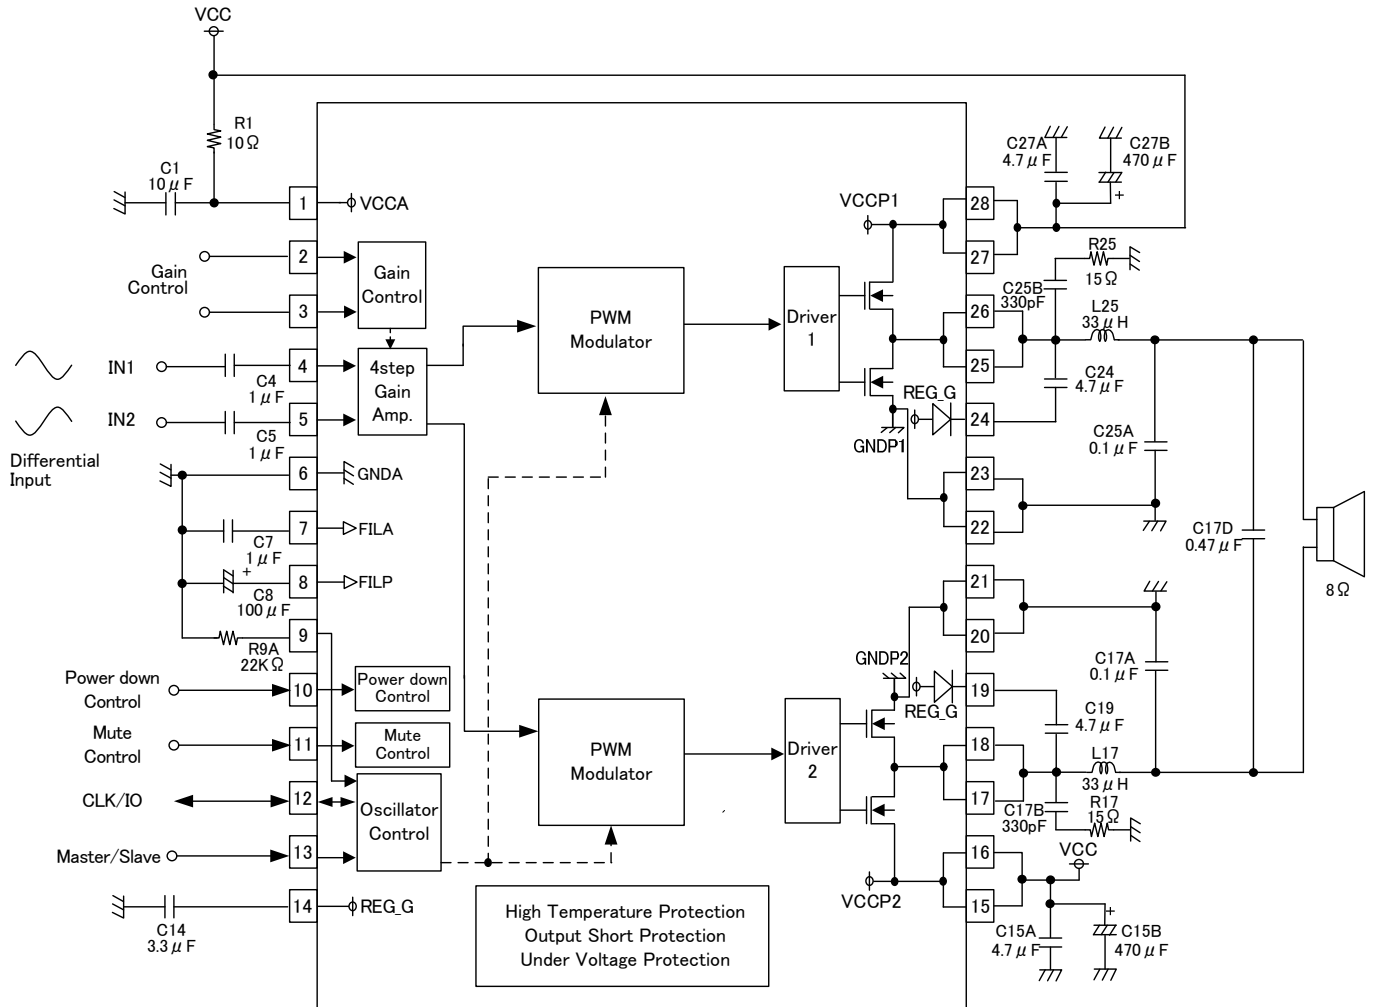 VCC
R1
10Ω
C1
10μF
1
VCCA
2
Gain
Control
3
Gain
Control
IN1
C4
1μF
4
4step
Gain
Amp.
IN2
C5
1μF
5
Differential
Input
6
GNDA
C7
1μF
7
FILA
+
C8
100μF
8
FILP
R9A
22KΩ
9
Power down
Control
10
Power down
Control
Mute
Control
11
Mute
Control
CLK/IO
12
Oscillator
Control
Master/Slave
13
C14
3.3μF
14
REG_G
PWM
Modulator
PWM
Modulator
High Temperature Protection
Output Short Protection
Under Voltage Protection
Driver
1
Driver
2
VCCP1
REG_G
GNDP1
GNDP2
REG_G
VCCP2
28
27
26
25
24
23
22
21
20
19
18
17
16
15
C27A
4.7μF
C27B
470μF
+
R25
15Ω
C25B
330pF
L25
33μH
C24
4.7μF
C25A
0.1μF
C17D
0.47μF
8Ω
C17A
0.1μF
C19
4.7μF
L17
33μH
C17B
330pF
R17
15Ω
VCC
C15A
4.7μF
+
C15B
470μF